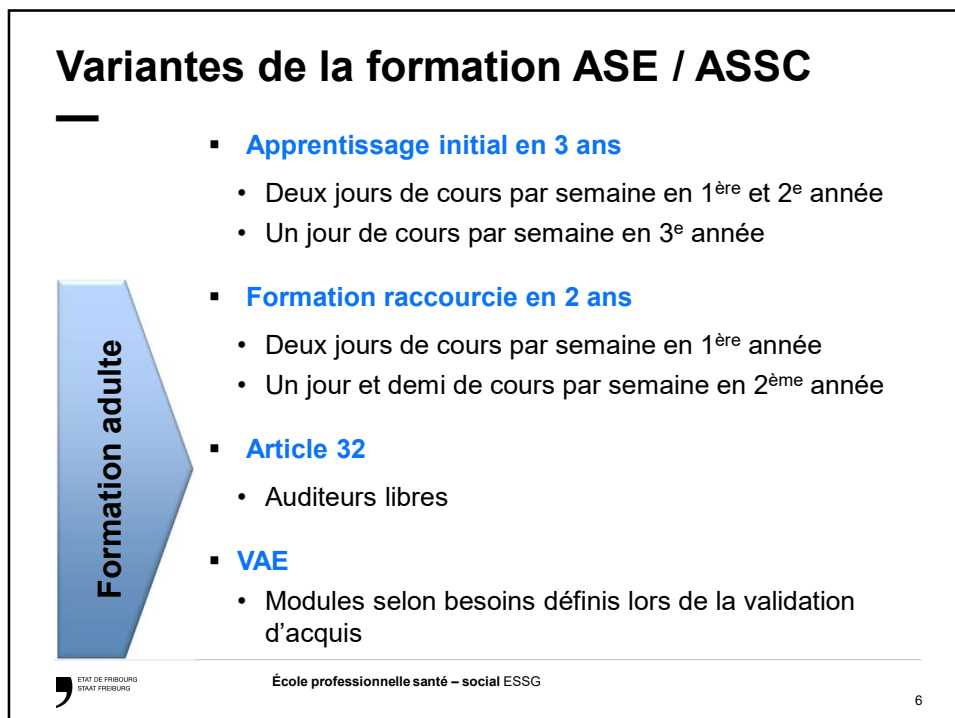 Variantes de la formation ASE / ASSC
▪ Apprentissage initial en 3 ans
• Deux jours de cours par semaine en 1ère et 2e année
• Un jour de cours par semaine en 3e année
Formation adulte
▪ Formation raccourcie en 2 ans
• Deux jours de cours par semaine en 1ère année
• Un jour et demi de cours par semaine en 2ème année
▪ Article 32
• Auditeurs libres
▪ VAE
• Modules selon besoins définis lors de la validation
d'acquis
ETAT DE FRIBOURG
STAAT FREIBURG
École professionnelle santé – social ESSG
6